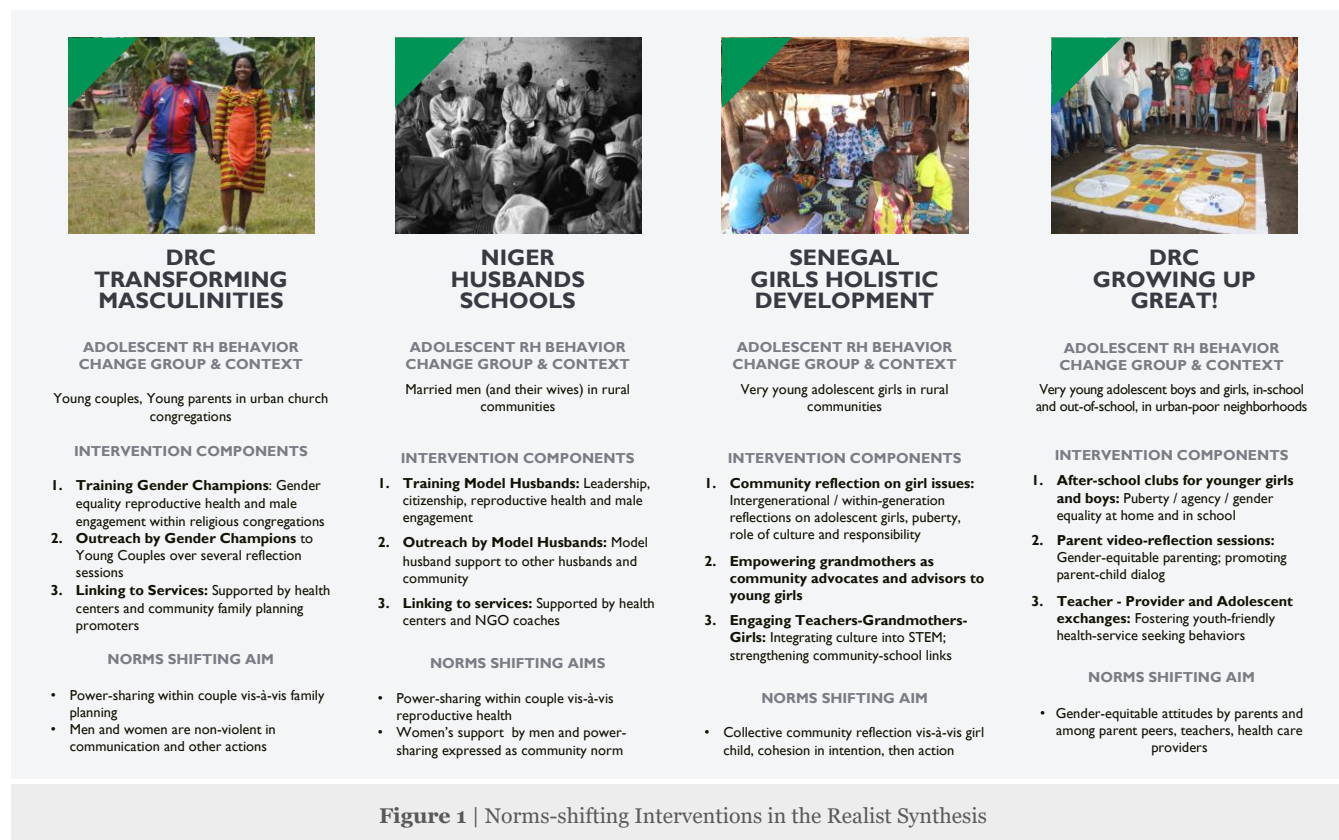 DRC
TRANSFORMING
MASCULINITIES
ADOLESCENT RH BEHAVIOR
CHANGE GROUP & CONTEXT
Young couples, Young parents in urban church
congregations
INTERVENTION COMPONENTS
1. Training Gender Champions: Gender
equality reproductive health and male
engagement within religious congregations
2. Outreach by Gender Champions to
Young Couples over several reflection
sessions
3. Linking to Services: Supported by health
centers and community family planning
promoters
NORMS SHIFTING AIM
• Power-sharing within couple vis-à-vis family
planning
• Men and women are non-violent in
communication and other actions
NIGER
HUSBANDS
SCHOOLS
ADOLESCENT RH BEHAVIOR
CHANGE GROUP & CONTEXT
Married men (and their wives) in rural
communities
INTERVENTION COMPONENTS
1. Training Model Husbands: Leadership,
citizenship, reproductive health and male
engagement
2. Outreach by Model Husbands: Model
husband support to other husbands and
community
3. Linking to services: Supported by health
centers and NGO coaches
NORMS SHIFTING AIMS
• Power-sharing within couple vis-à-vis
reproductive health
• Women's support by men and power-
sharing expressed as community norm
SENEGAL
GIRLS HOLISTIC
DEVELOPMENT
ADOLESCENT RH BEHAVIOR
CHANGE GROUP & CONTEXT
Very young adolescent girls in rural
communities
INTERVENTION COMPONENTS
1. Community reflection on girl issues:
Intergenerational / within-generation
reflections on adolescent girls, puberty,
role of culture and responsibility
2. Empowering grandmothers as
community advocates and advisors to
young girls
3. Engaging Teachers-Grandmothers-
Girls: Integrating culture into STEM;
strengthening community-school links
NORMS SHIFTING AIM
• Collective community reflection vis-à-vis girl
child, cohesion in intention, then action
DRC
GROWING UP
GREAT!
ADOLESCENT RH BEHAVIOR
CHANGE GROUP & CONTEXT
Very young adolescent boys and girls, in-school
and out-of-school, in urban-poor neighborhoods
INTERVENTION COMPONENTS
1. After-school clubs for younger girls
and boys: Puberty / agency / gender
equality at home and in school
2. Parent video-reflection sessions:
Gender-equitable parenting; promoting
parent-child dialog
3. Teacher - Provider and Adolescent
exchanges: Fostering youth-friendly
health-service seeking behaviors
NORMS SHIFTING AIM
• Gender-equitable attitudes by parents and
among parent peers, teachers, health care
providers
Figure 1 | Norms-shifting Interventions in the Realist Synthesis